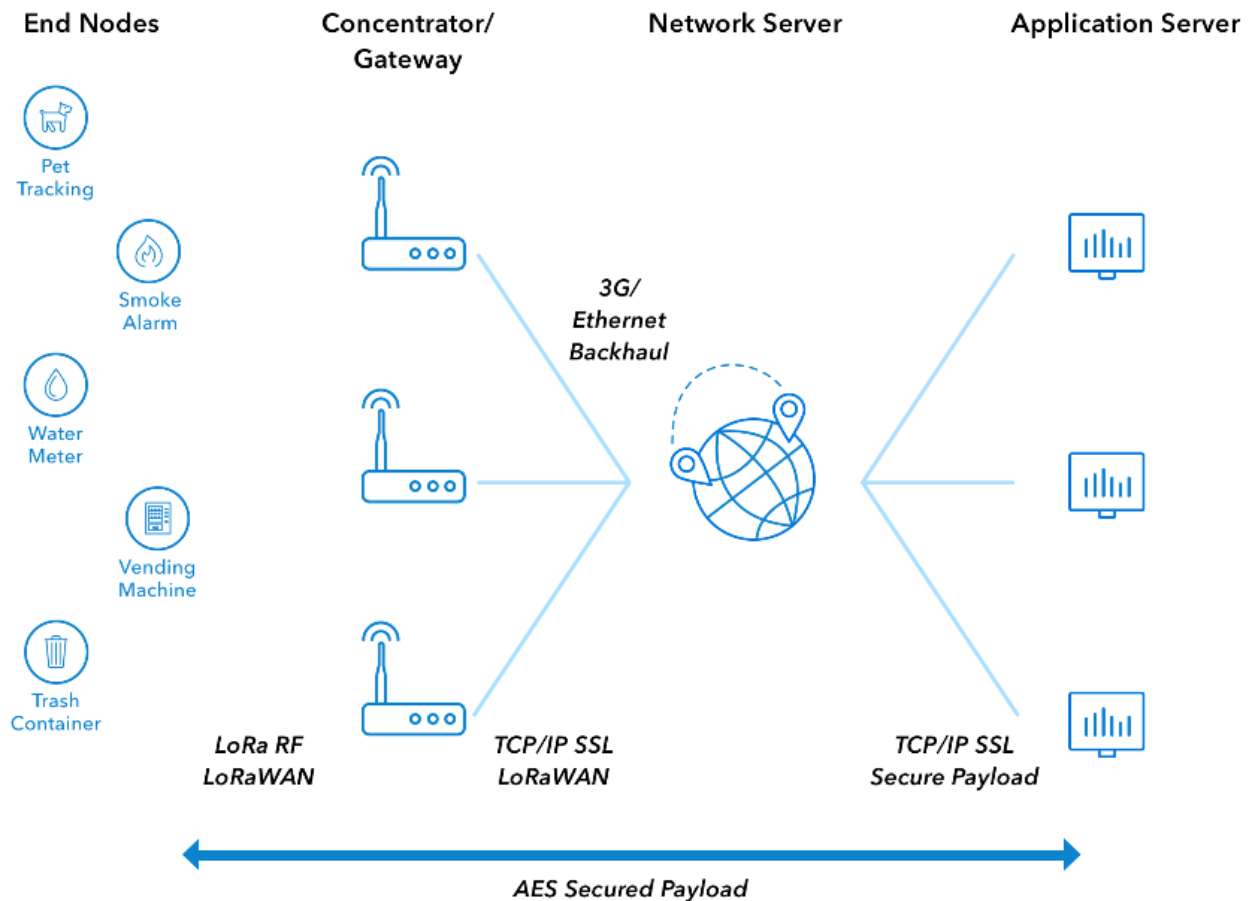 End Nodes
Concentrator/
Gateway
Network Server
Application Server
Pet
Tracking
Smoke
Alarm
Water
Meter
Vending
Machine
Trash
Container
3G/
Ethernet
Backhaul
LoRa RF
LoRaWAN
TCP/IP SSL
LoRaWAN
TCP/IP SSL
Secure Payload
AES Secured Payload